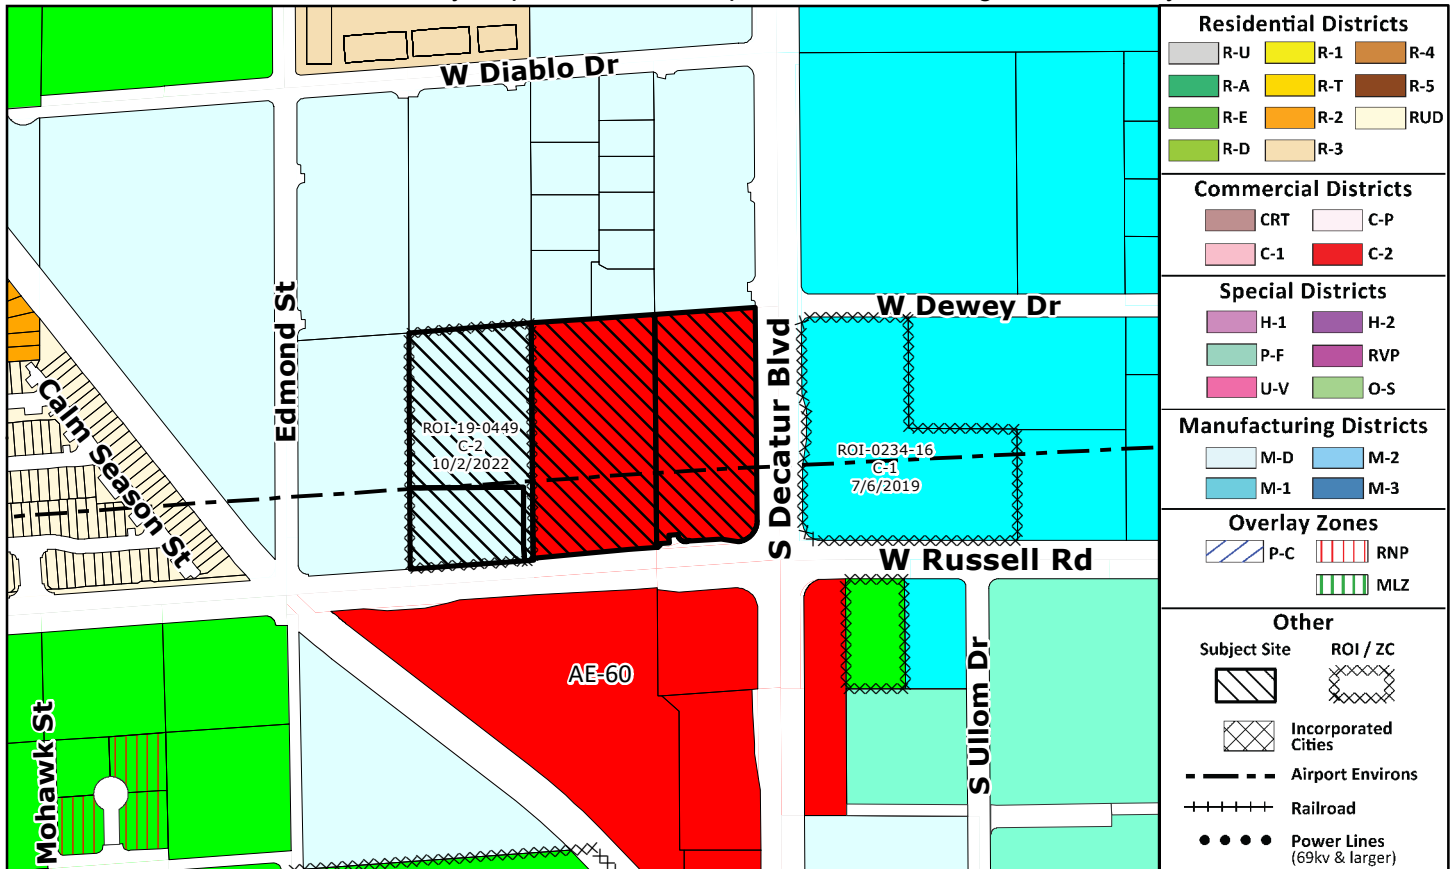 W Diablo Dr
Edmond St
W Dewey Dr
S Decatur Blvd
ROI-19-0449
C-2
10/2/2022
ROI-0234-16
C-1
7/6/2019
Calm Season St
W Russell Rd
AE-60
S Ullom Dr
Mohawk St
Residential Districts
R-U R-1 R-4
R-A R-T R-5
R-E R-2 RUD
R-D R-3
Commercial Districts
CRT C-P
C-1 C-2
Special Districts
H-1 H-2
P-F RVP
U-V O-S
Manufacturing Districts
M-D M-2
M-1 M-3
Overlay Zones
P-C RNP
MLZ
Other
Subject Site ROI / ZC
Incorporated
Cities
Airport Environs
Railroad
Power Lines
(69kv & larger)